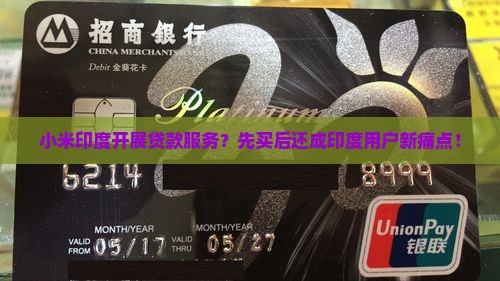 招商银行
CHINA MERCHANTS BANK
Debit 金葵花卡
Platinum
小米印度开展贷款服务？先买后还成印度用户新痛点！
6214 8999
MONTH/YEAR MONTH/YEAR
VALID FROM 05/17 VALID THRU 05/27
UnionPay
银联